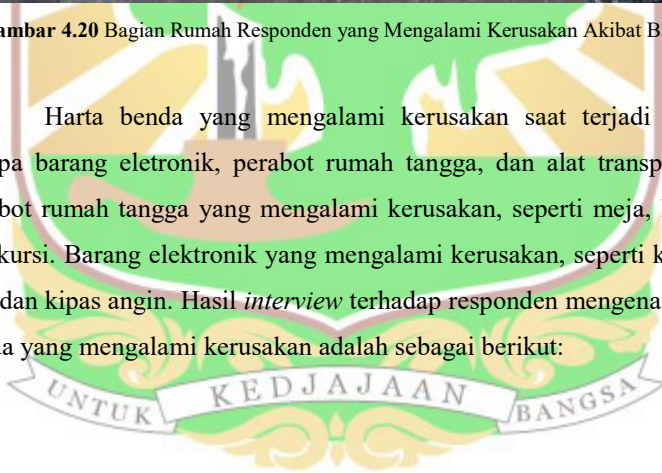 ambar 4.20 Bagian Rumah Responden yang Mengalami Kerusakan Akibat Ba
Harta benda yang mengalami kerusakan saat terjadi
pa barang eletronik, perabot rumah tangga, dan alat transp
bot rumah tangga yang mengalami kerusakan, seperti meja,
kursi. Barang elektronik yang mengalami kerusakan, seperti k
dan kipas angin. Hasil interview terhadap responden mengena
a yang mengalami kerusakan adalah sebagai berikut:
UNTUK KEDJAJAAN BANGSA